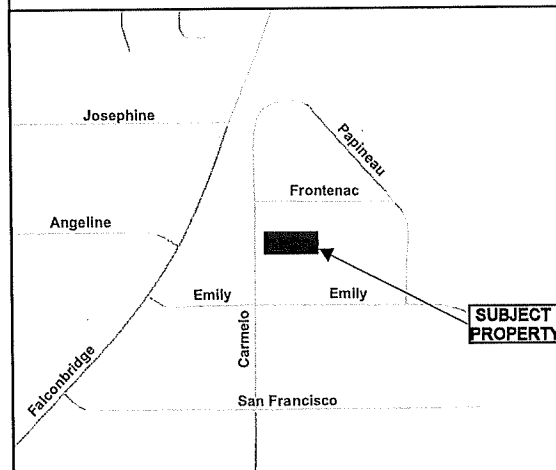 Josephine
Papineau
Frontenac
Angeline
Emily
Emily
SUBJECT
PROPERTY
Carmelo
Falconbridge
San Francisco